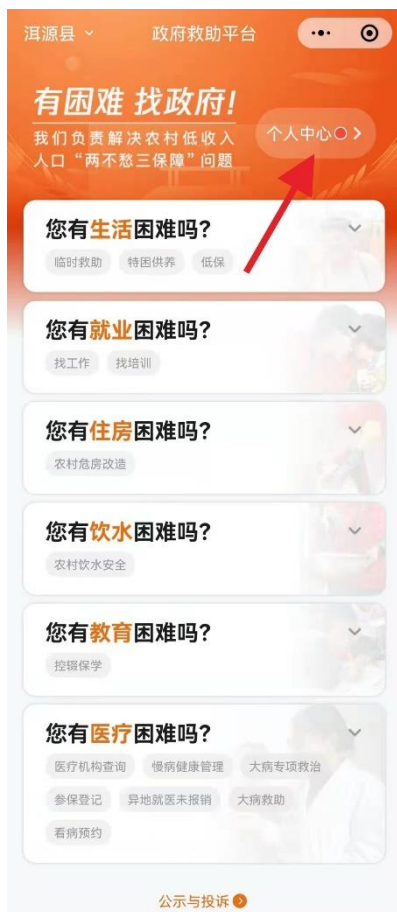 洱源县 政府救助平台
有困难 找政府!
我们负责解决农村低收入
人口“两不愁三保障”问题
个人中心
您有生活困难吗?
临时救助 特困供养 低保
您有就业困难吗?
找工作 找培训
您有住房困难吗?
农村危房改造
您有饮水困难吗?
农村饮水安全
您有教育困难吗?
控辍保学
您有医疗困难吗?
医疗机构查询 慢病健康管理 大病专项救治
参保登记 异地就医未报销 大病救助
看病预约
公示与投诉